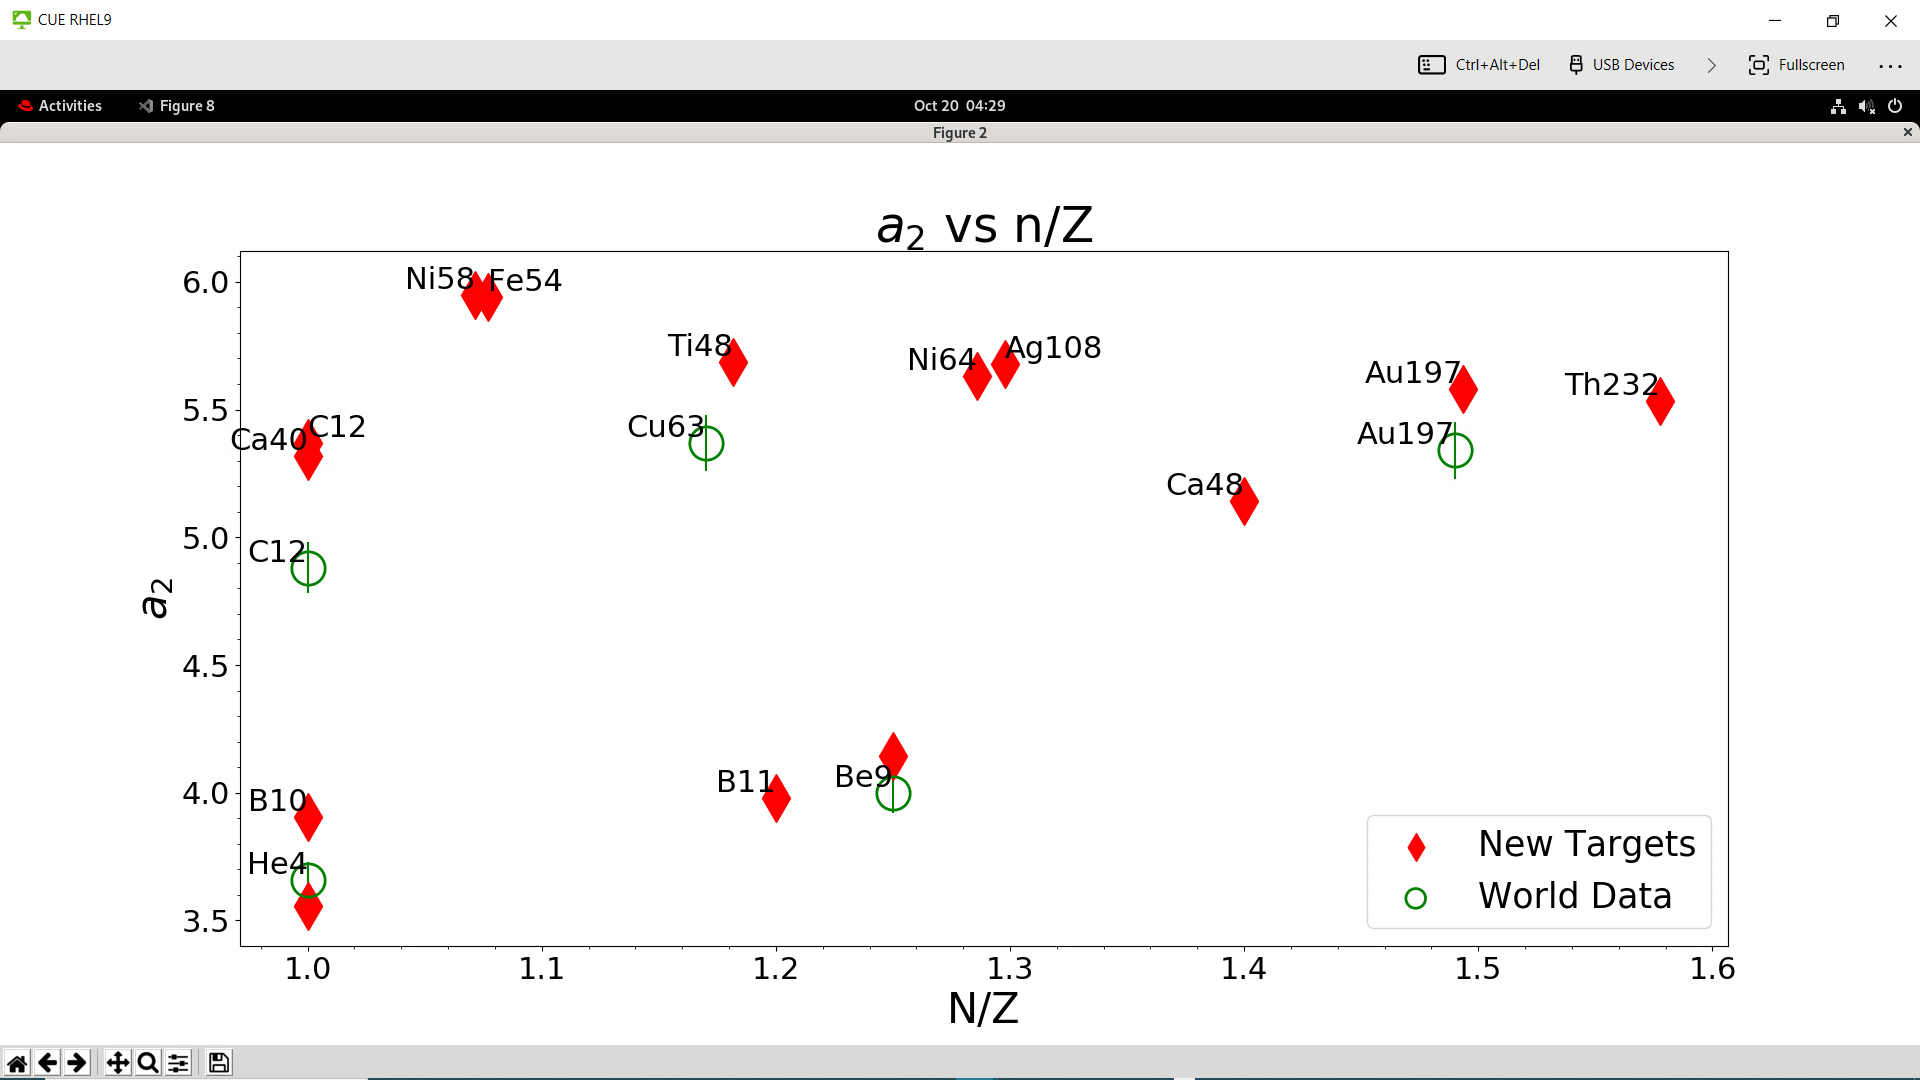 CUE RHEL9
Ctrl+Alt+Del USB Devices Fullscreen
Activities Figure 8 Oct 20 04:29
Figure 2
a₂ vs n/Z
6.0
5.5
5.0
4.5
4.0
3.5
a₂
Ni58 Fe54
Ti48
Ni64 Ag108
Au197
Th232
C12
Ca40
Cu63
Au197
Ca48
C12
Be9
B11
B10
He4
New Targets
World Data
1.0 1.1 1.2 1.3 1.4 1.5 1.6
N/Z